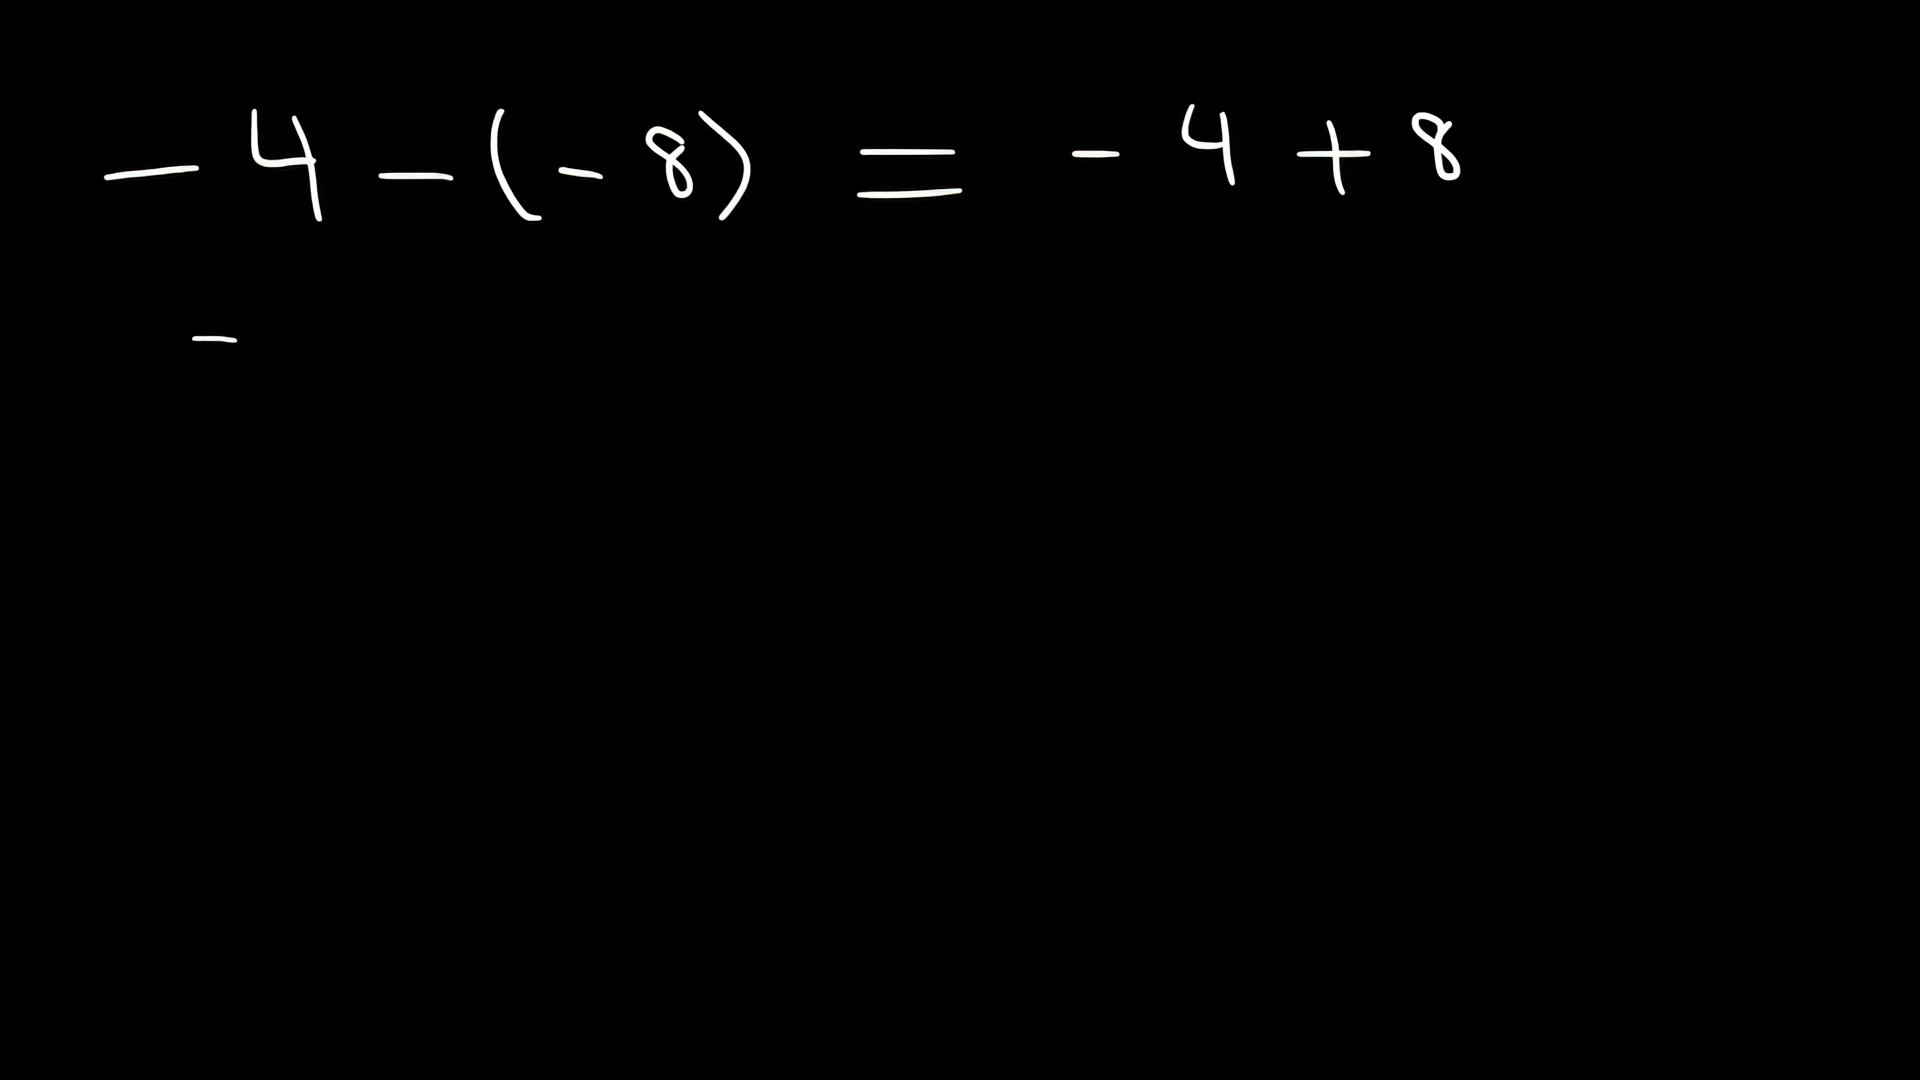 - 4 - (- 8) = - 4 + 8
-